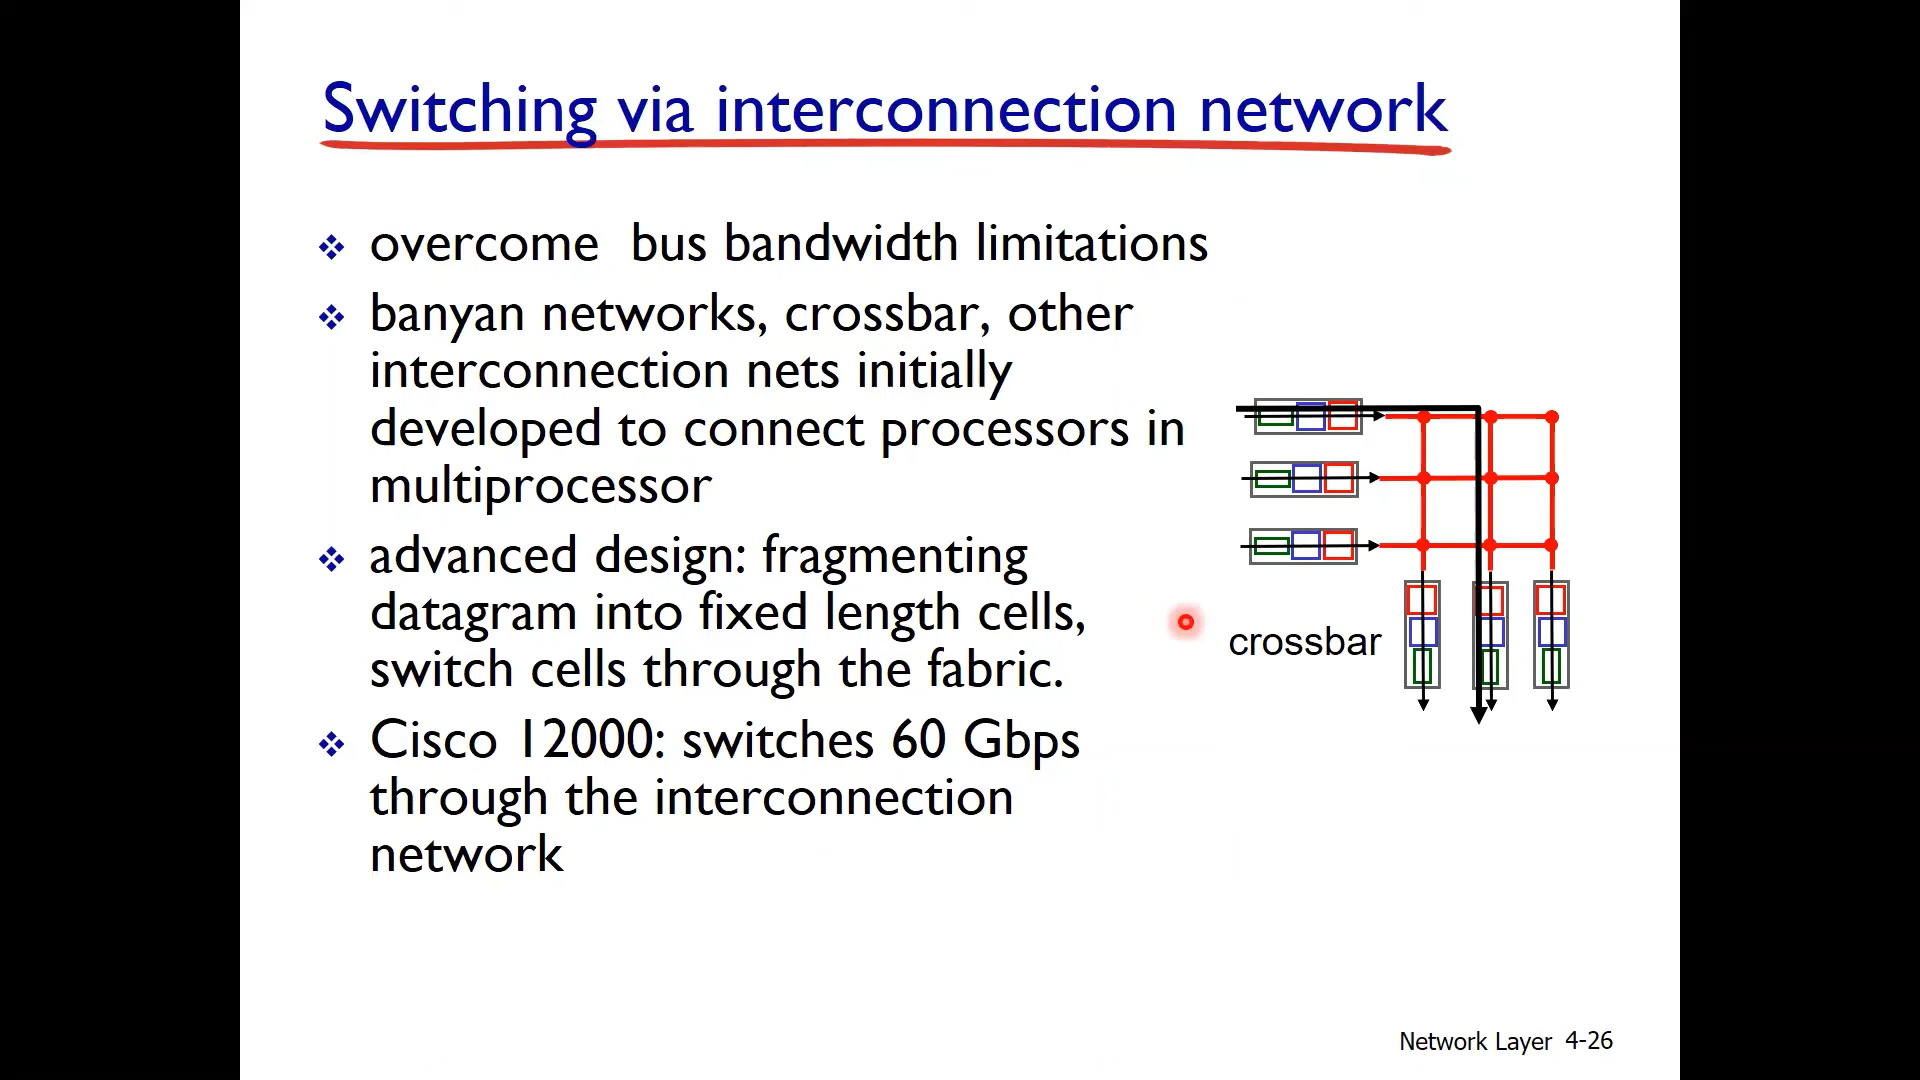 Switching via interconnection network
overcome  bus bandwidth limitations
banyan networks, crossbar, other
interconnection nets initially
developed to connect processors in
multiprocessor
advanced design: fragmenting
datagram into fixed length cells,
switch cells through the fabric.
Cisco 12000: switches 60 Gbps
through the interconnection
network
crossbar
Network Layer 4-26